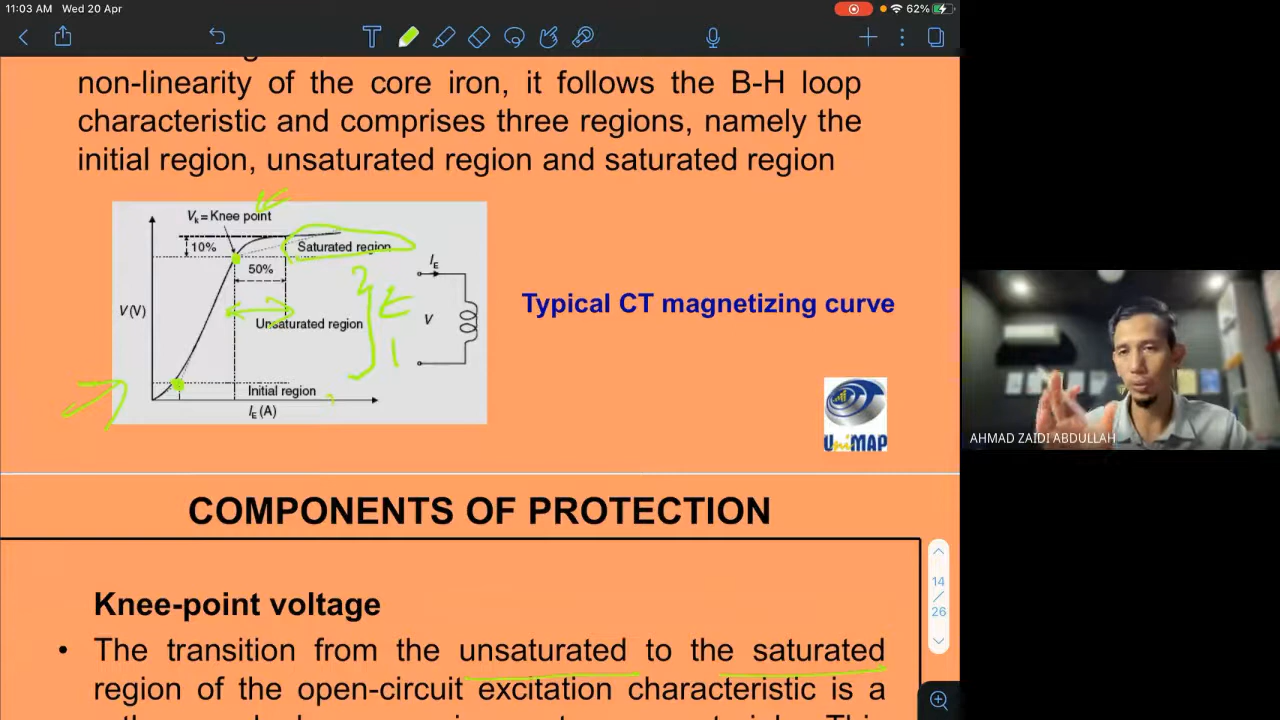 11:03 AM Wed 20 Apr
62%
non-linearity of the core iron, it follows the B-H loop
characteristic and comprises three regions, namely the
initial region, unsaturated region and saturated region
Vk = Knee point
10%
Saturated region
50%
V(V)
Unsaturated region
Initial region
IE(A)
IE
V
Typical CT magnetizing curve
UniMAP
AHMAD ZAIDI ABDULLAH
COMPONENTS OF PROTECTION
14
/
26
Knee-point voltage
• The transition from the unsaturated to the saturated
region of the open-circuit excitation characteristic is a